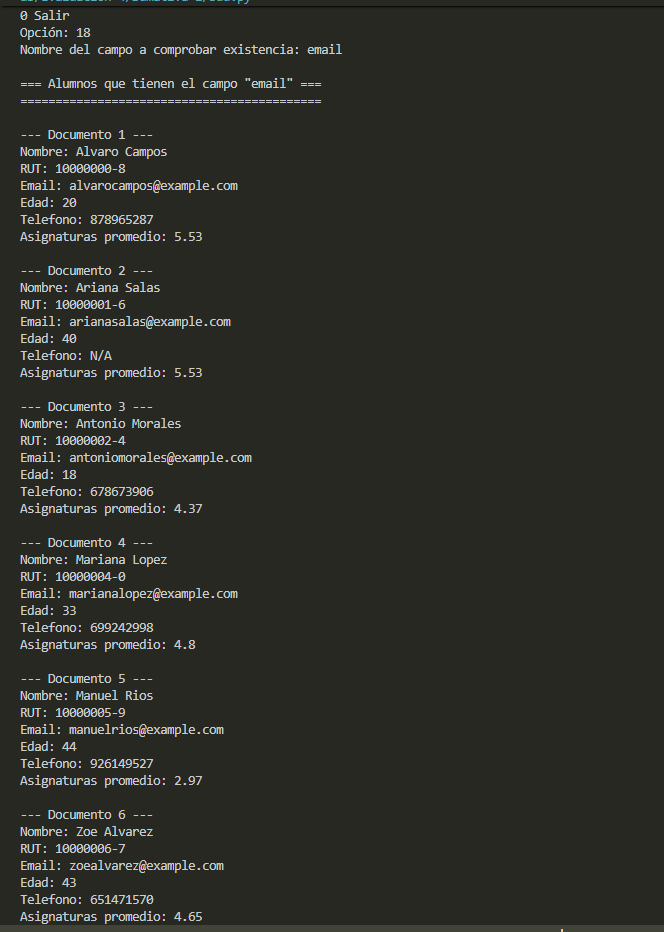 0 Salir
Opción: 18
Nombre del campo a comprobar existencia: email
=== Alumnos que tienen el campo "email" ===
===========================================
--- Documento 1 ---
Nombre: Alvaro Campos
RUT: 10000000-8
Email: alvarocampos@example.com
Edad: 20
Telefono: 878965287
Asignaturas promedio: 5.53
--- Documento 2 ---
Nombre: Ariana Salas
RUT: 10000001-6
Email: arianasalas@example.com
Edad: 40
Telefono: N/A
Asignaturas promedio: 5.53
--- Documento 3 ---
Nombre: Antonio Morales
RUT: 10000002-4
Email: antoniomorales@example.com
Edad: 18
Telefono: 678673906
Asignaturas promedio: 4.37
--- Documento 4 ---
Nombre: Mariana Lopez
RUT: 10000004-0
Email: marianalopez@example.com
Edad: 33
Telefono: 699242998
Asignaturas promedio: 4.8
--- Documento 5 ---
Nombre: Manuel Rios
RUT: 10000005-9
Email: manuelrios@example.com
Edad: 44
Telefono: 926149527
Asignaturas promedio: 2.97
--- Documento 6 ---
Nombre: Zoe Alvarez
RUT: 10000006-7
Email: zoealvarez@example.com
Edad: 43
Telefono: 651471570
Asignaturas promedio: 4.65